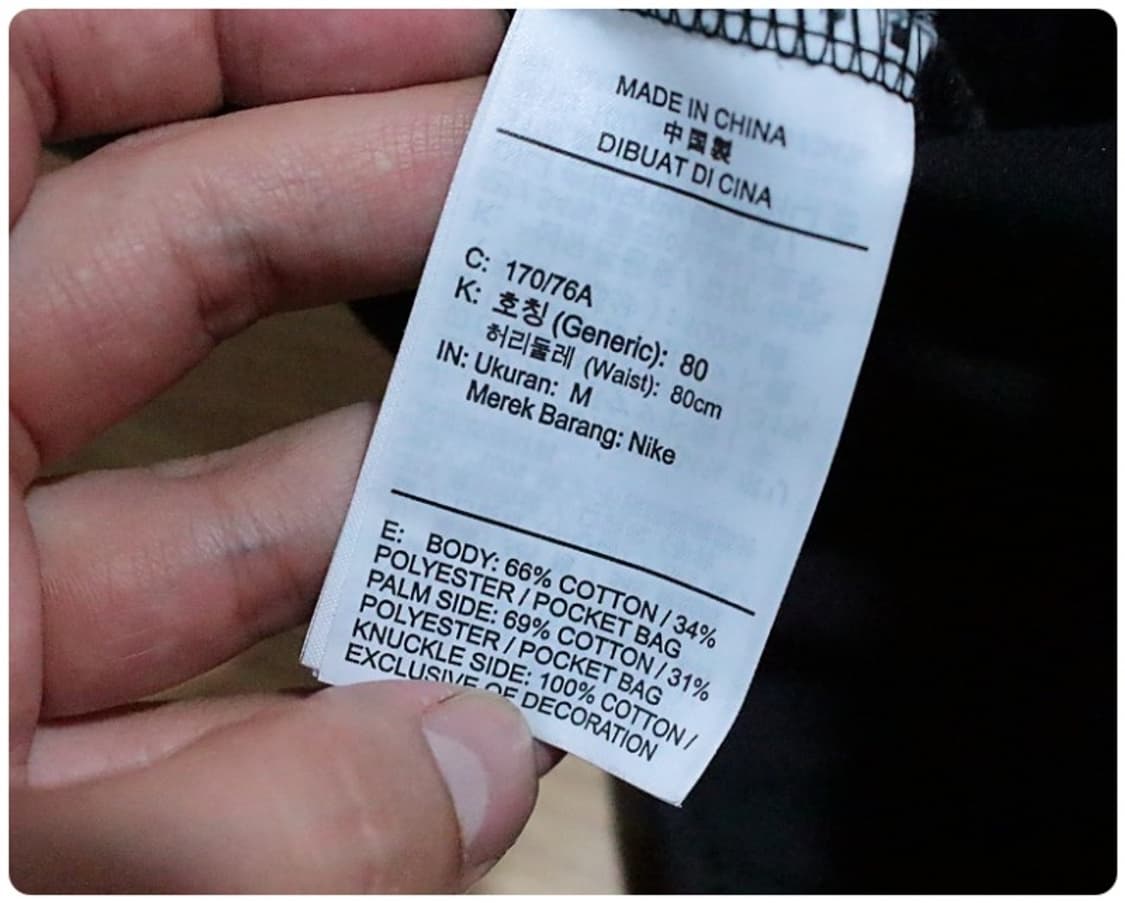 MADE IN CHINA
中国製
DIBUAT DI CINA
C: 170/76A
K: 호칭 (Generic): 80
허리둘레 (Waist): 80cm
IN: Ukuran: M
Merek Barang: Nike
E: BODY: 66% COTTON / 34%
POLYESTER / POCKET BAG
PALM SIDE: 69% COTTON / 31%
POLYESTER / POCKET BAG
KNUCKLE SIDE: 100% COTTON /
EXCLUSIVE OF DECORATION